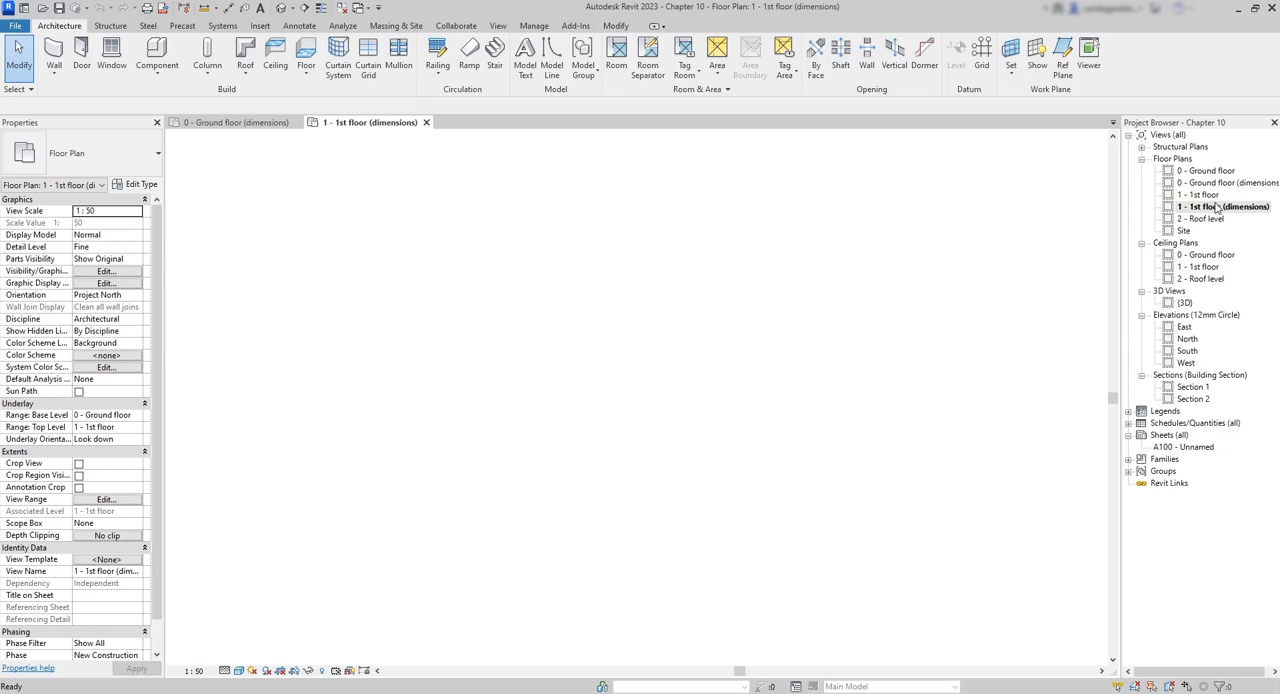 Autodesk Revit 2023 - Chapter 10 - Floor Plan: 1 - 1st floor (dimensions)
File Architecture Structure Steel Precast Systems Insert Annotate Analyze Massing & Site Collaborate View Manage Add-Ins Modify
Modify Wall Door Window Component Column Roof Ceiling Floor Curtain System Curtain Grid Mullion Railing Ramp Stair Model Text Model Line Model Group Room Room Separator Tag Room Area Area Boundary Tag Area By Face Shaft Wall Vertical Dormer Level Grid Set Show Ref Plane Viewer
Select Build Circulation Model Room & Area Opening Datum Work Plane
Properties
0 - Ground floor (dimensions) 1 - 1st floor (dimensions)
Project Browser - Chapter 10
Floor Plan
Floor Plan: 1 - 1st floor (di Edit Type
Graphics
View Scale 1 : 50
Scale Value 1: 50
Display Model Normal
Detail Level Fine
Parts Visibility Show Original
Visibility/Graphi... Edit...
Graphic Display ... Edit...
Orientation Project North
Wall Join Display Clean all wall joins
Discipline Architectural
Show Hidden Li... By Discipline
Color Scheme L... Background
Color Scheme <none>
System Color Sc... Edit...
Default Analysis ... None
Sun Path
Underlay
Range: Base Level 0 - Ground floor
Range: Top Level 1 - 1st floor
Underlay Orienta... Look down
Extents
Crop View
Crop Region Visi...
Annotation Crop
View Range Edit...
Associated Level 1 - 1st floor
Scope Box None
Depth Clipping No clip
Identity Data
View Template <None>
View Name 1 - 1st floor (dim...
Dependency Independent
Title on Sheet
Referencing Sheet
Referencing Detail
Phasing
Phase Filter Show All
Phase New Construction
Properties help Apply
Views (all)
Structural Plans
Floor Plans
0 - Ground floor
0 - Ground floor (dimensions
1 - 1st floor
1 - 1st floor (dimensions)
2 - Roof level
Site
Ceiling Plans
0 - Ground floor
1 - 1st floor
2 - Roof level
3D Views
{3D}
Elevations (12mm Circle)
East
North
South
West
Sections (Building Section)
Section 1
Section 2
Legends
Schedules/Quantities (all)
Sheets (all)
A100 - Unnamed
Families
Groups
Revit Links
1 : 50
Ready :0 Main Model :0